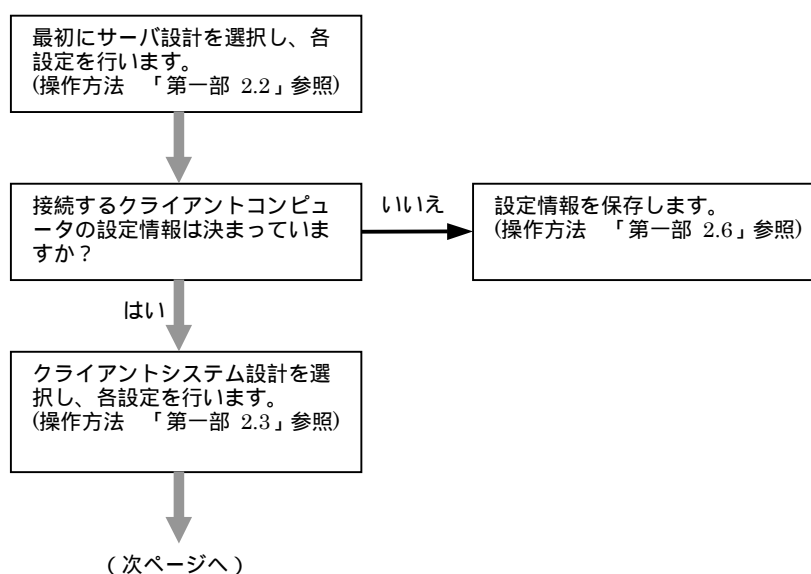 最初にサーバ設計を選択し、各
設定を行います。
(操作方法　「第一部 2.2」参照)
接続するクライアントコンピュ
ータの設定情報は決まっていま
すか？
いいえ
設定情報を保存します。
(操作方法　「第一部 2.6」参照)
はい
クライアントシステム設計を選
択し、各設定を行います。
(操作方法　「第一部 2.3」参照)
（次ページへ）